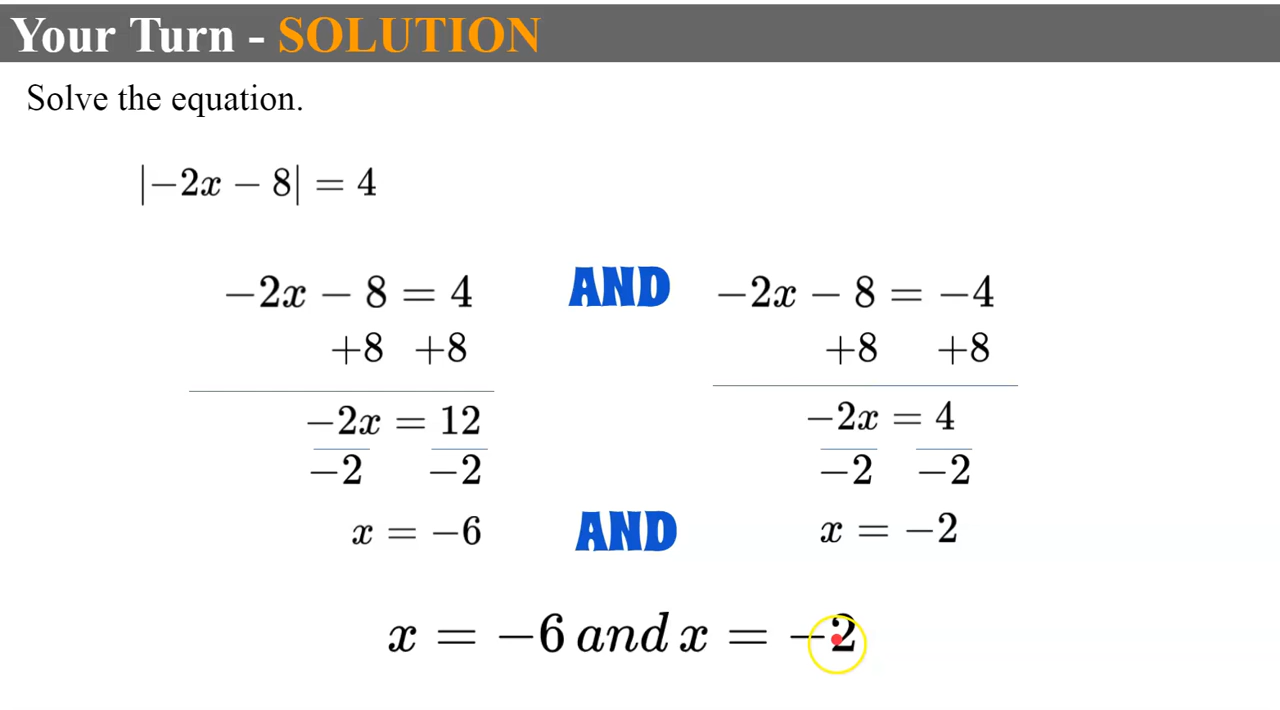 Your Turn - SOLUTION
Solve the equation.
|−2x − 8| = 4
−2x − 8 = 4 AND −2x − 8 = −4
+8 +8 +8 +8
−2x = 12 −2x = 4
−2 −2 −2 −2
x = −6 AND x = −2
x = −6 and x = −2